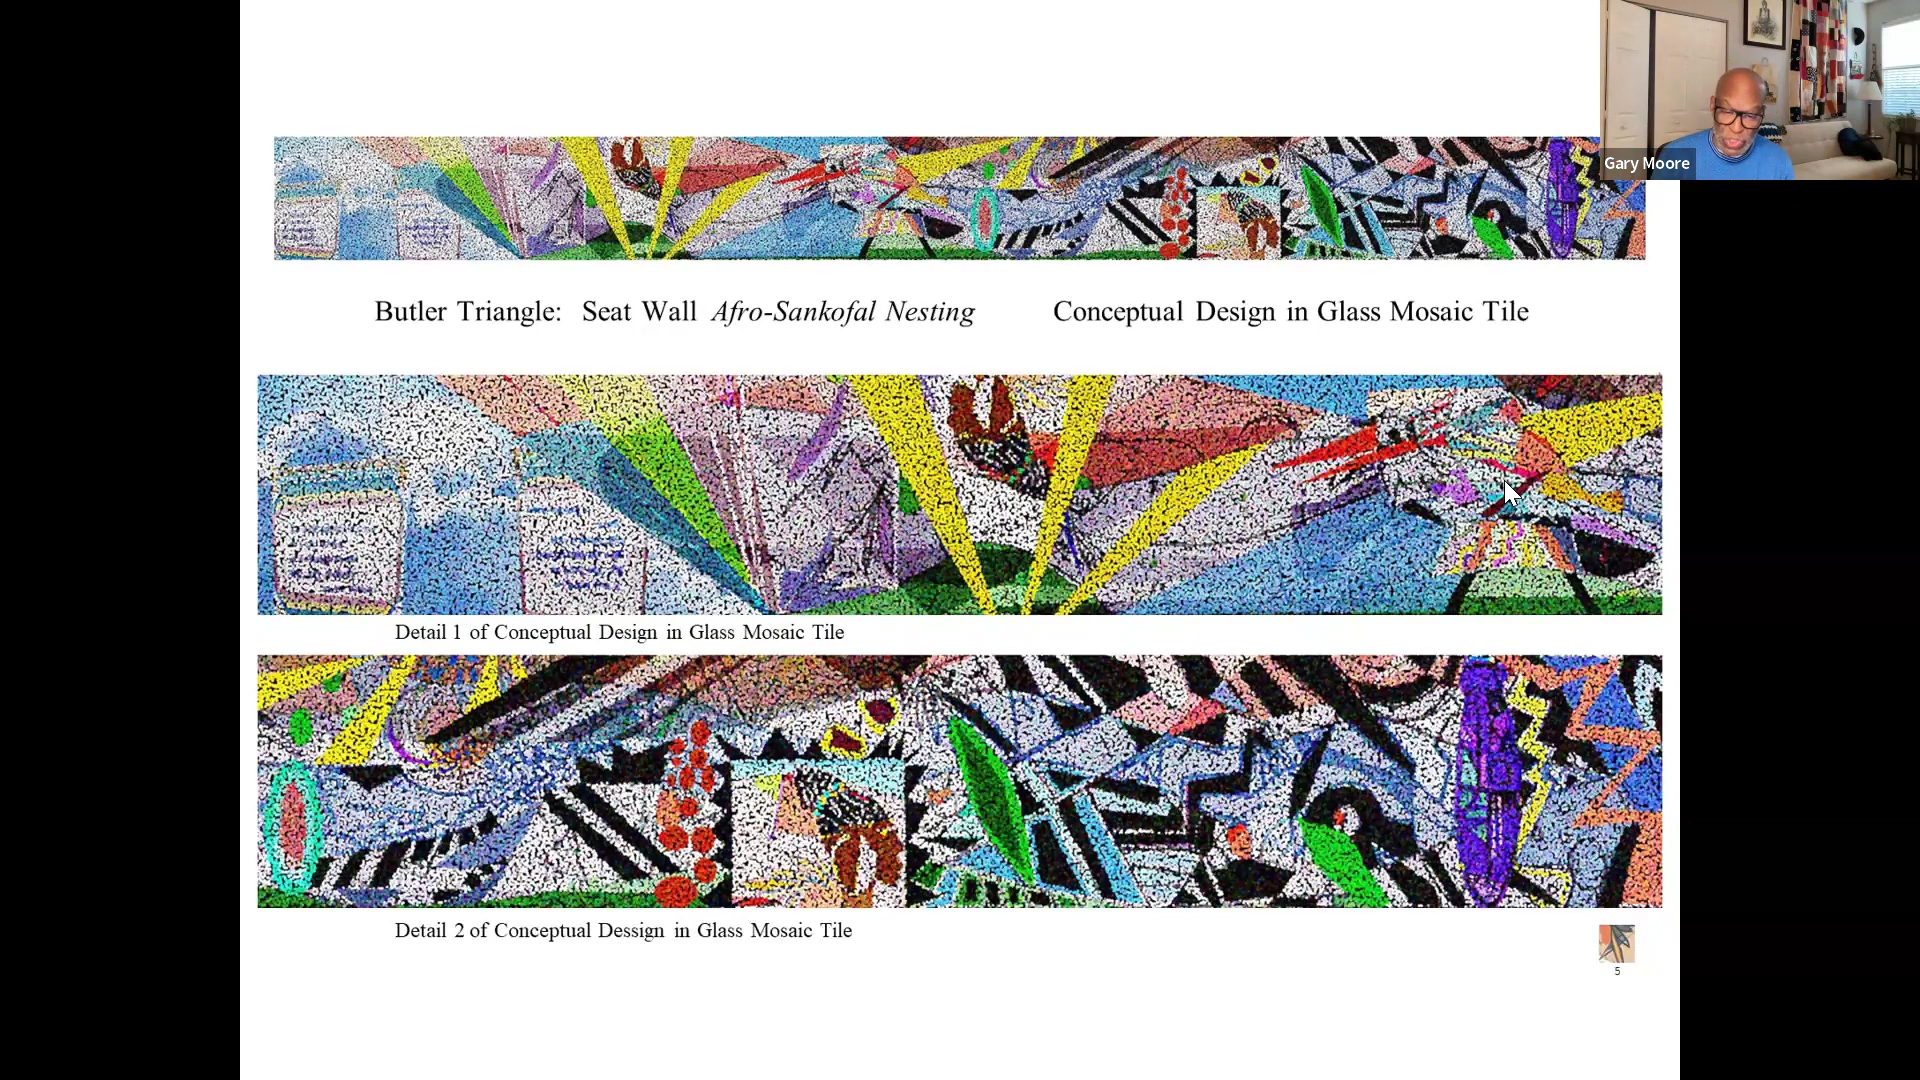 Gary Moore
Butler Triangle: Seat Wall Afro-Sankofal Nesting Conceptual Design in Glass Mosaic Tile
Detail 1 of Conceptual Design in Glass Mosaic Tile
Detail 2 of Conceptual Dessign in Glass Mosaic Tile
5